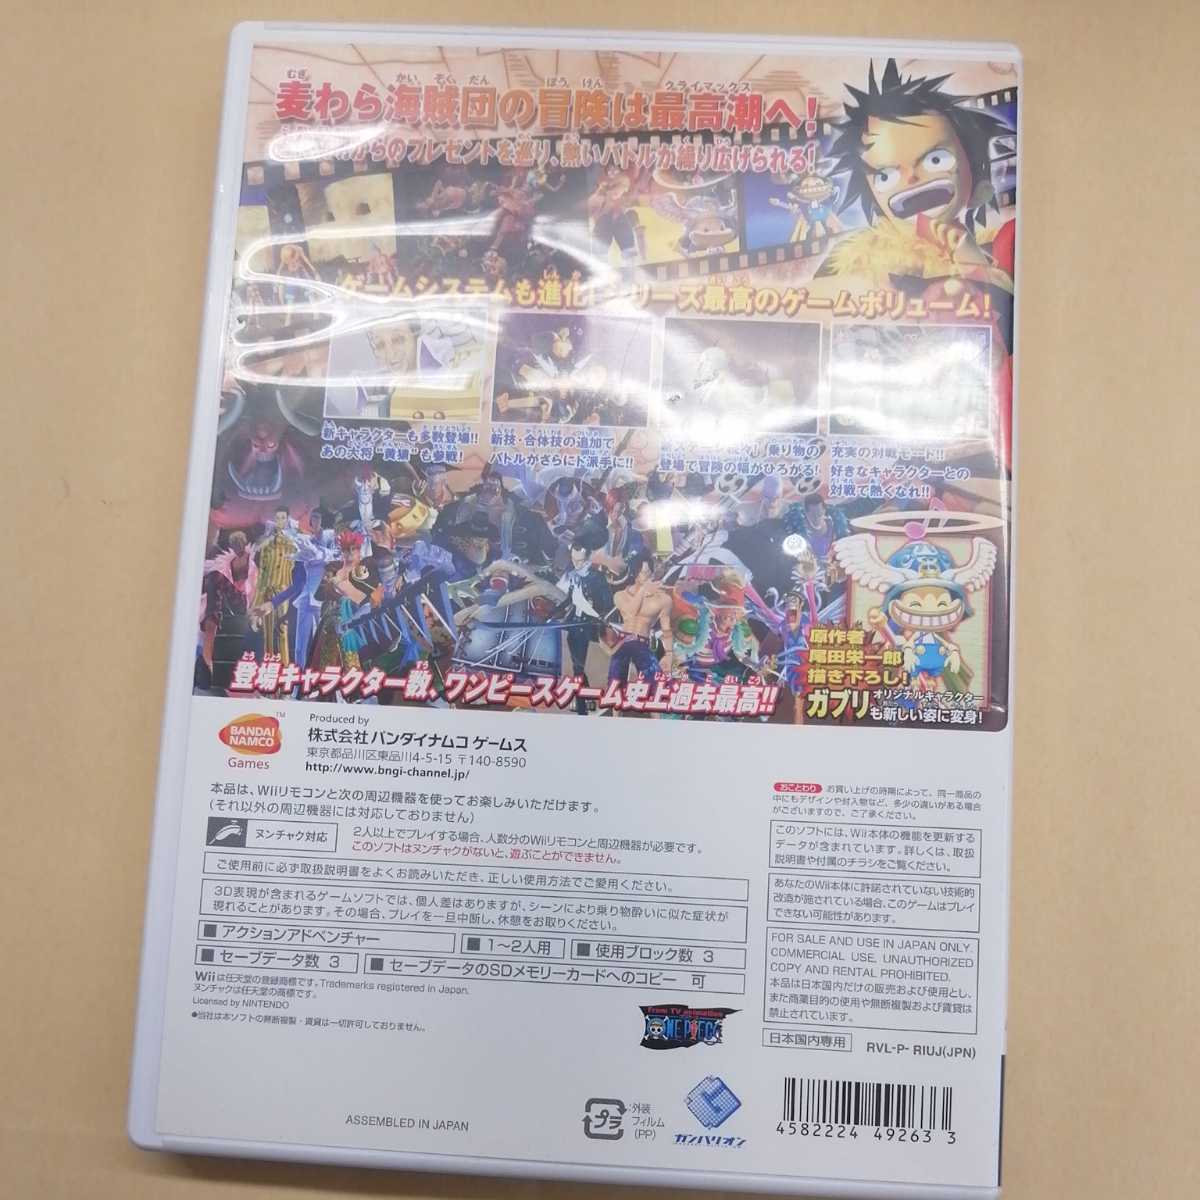 麦わら海賊団の冒険は最高潮へ!
むぎ かい ぞく だん ぼう けん クライマックス
からのプレゼントを巡り、熱いバトルが繰り広げられる!
ゲームシステムも進化! シリーズ最高のゲームボリューム!
新キャラクターも多数登場!!
あの大将"黄猿"も参戦!
新技・合体技の追加で
バトルがさらにド派手に!!
乗り物の
登場で冒険の幅がひろがる!
充実の対戦モード!!
好きなキャラクターとの
対戦で熱くなれ!!
原作者
尾田栄一郎
描き下ろし!
ガブリ
オリジナルキャラクター
も新しい姿に変身!
登場キャラクター数、ワンピースゲーム史上過去最高!!
BANDAI
NAMCO
Games
TM
Produced by
株式会社 バンダイナムコ ゲームス
東京都品川区東品川4-5-15 〒140-8590
http://www.bngi-channel.jp/
本品は、Wiiリモコンと次の周辺機器を使ってお楽しみいただけます。
(それ以外の周辺機器には対応しておりません)
ヌンチャク対応
2人以上でプレイする場合、人数分のWiiリモコンと周辺機器が必要です。
このソフトはヌンチャクがないと、遊ぶことができません。
ご使用前に必ず取扱説明書をよくお読みいただき、正しい使用方法でご愛用ください。
3D表現が含まれるゲームソフトでは、個人差はありますが、シーンにより乗り物酔いに似た症状が
現れることがあります。その場合、プレイを一旦中断し、休憩をお取りください。
■ アクションアドベンチャー
■ 1〜2人用
■ 使用ブロック数 3
■ セーブデータ数 3
■ セーブデータのSDメモリーカードへのコピー 可
Wiiは任天堂の登録商標です。Trademarks registered in Japan.
ヌンチャクは任天堂の商標です。
Licensed by NINTENDO
●当社は本ソフトの無断複製・賃貸は一切許可しておりません。
おことわり お買い上げの時期によって、同一商品の
中にもデザインや封入物など、多少の違いがある場合
がございますので、ご了承ください。
このソフトには、Wii本体の機能を更新する
データが含まれています。詳しくは、取扱
説明書や付属のチラシをご覧ください。
あなたのWii本体に許諾されていない技術的
改造が施されている場合、このゲームはプレイ
できない可能性があります。
FOR SALE AND USE IN JAPAN ONLY.
COMMERCIAL USE, UNAUTHORIZED
COPY AND RENTAL PROHIBITED.
本品は日本国内だけの販売および使用とし、
また商業目的の使用や無断複製および賃貸は
禁止されています。
日本国内専用
RVL-P- RIUJ(JPN)
From TV animation
ONE PIECE
ASSEMBLED IN JAPAN
プラ
:外装
フィルム
(PP)
ガンバリオン
4582224 49263 3